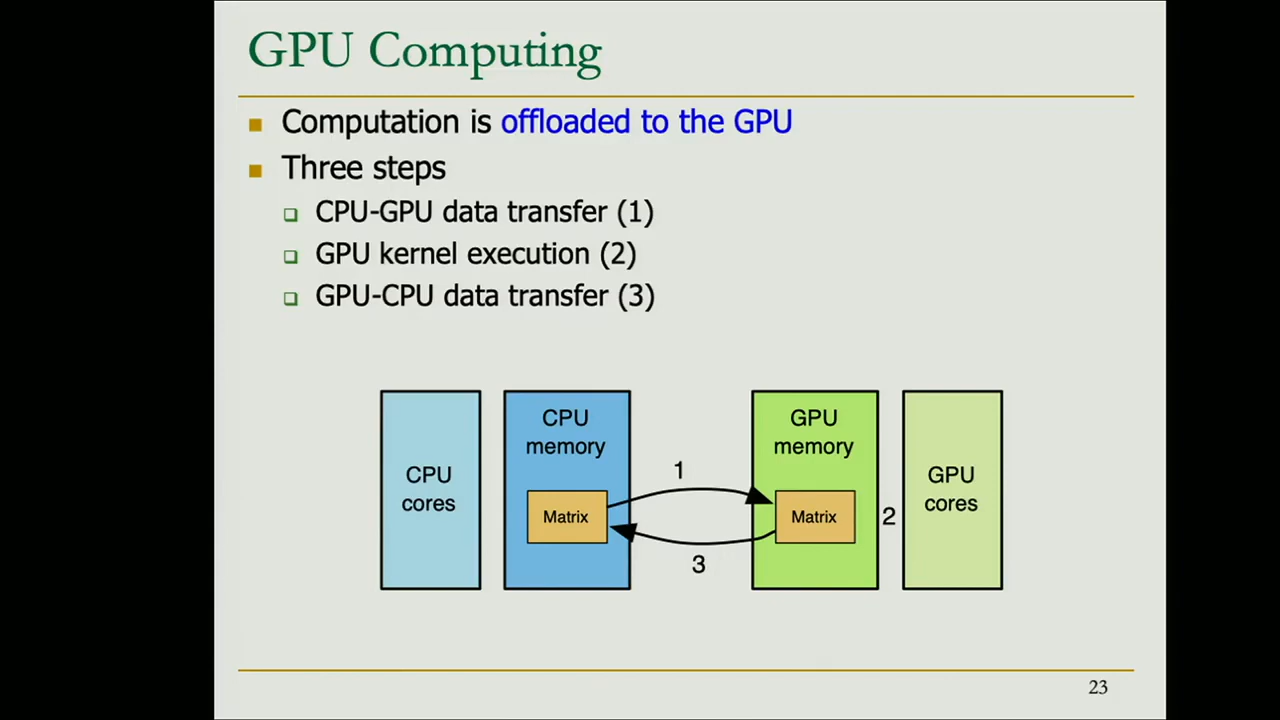 GPU Computing
Computation is offloaded to the GPU
Three steps
CPU-GPU data transfer (1)
GPU kernel execution (2)
GPU-CPU data transfer (3)
CPU
cores
CPU
memory
Matrix
1
3
GPU
memory
Matrix
2
GPU
cores
23